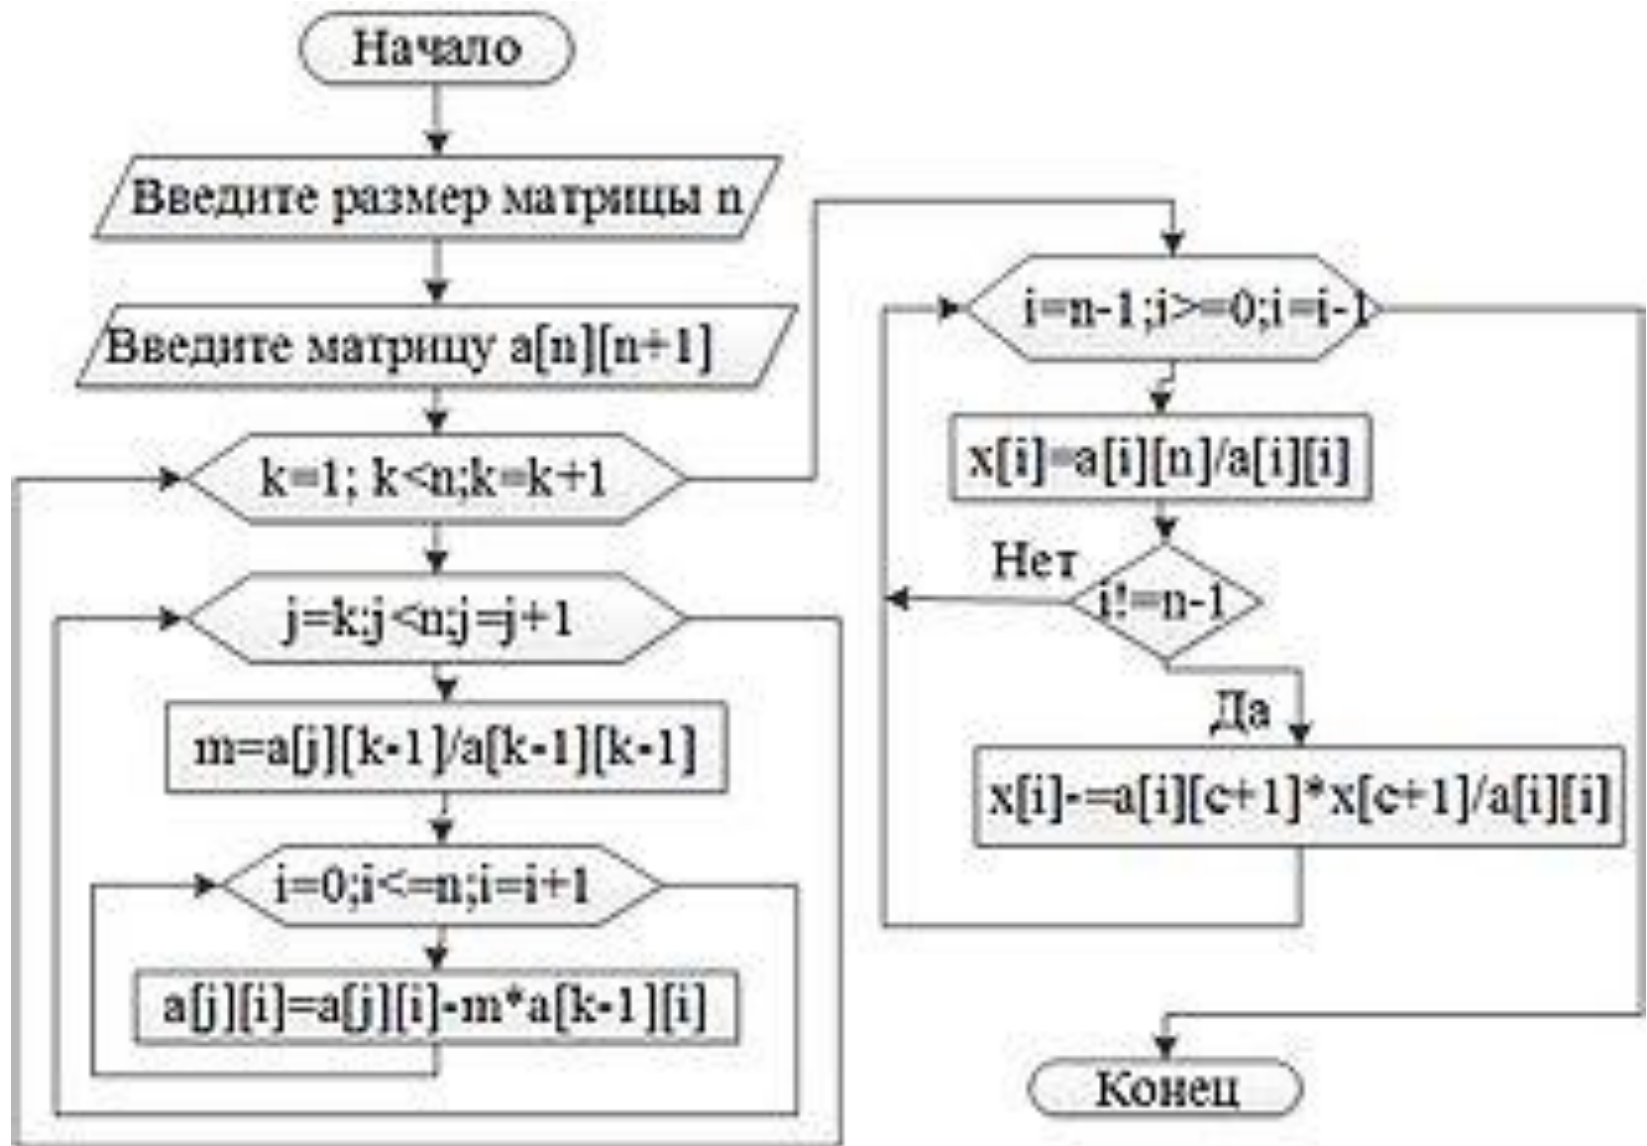 Начало
Введите размер матрицы n
Введите матрицу a[n][n+1]
k=1; k<n;k=k+1
j=k;j<n;j=j+1
m=a[j][k-1]/a[k-1][k-1]
i=0;i<=n;i=i+1
a[j][i]=a[j][i]-m*a[k-1][i]
i=n-1;i>=0;i=i-1
x[i]=a[i][n]/a[i][i]
Нет
i!=n-1
Да
x[i]-=a[i][c+1]*x[c+1]/a[i][i]
Конец